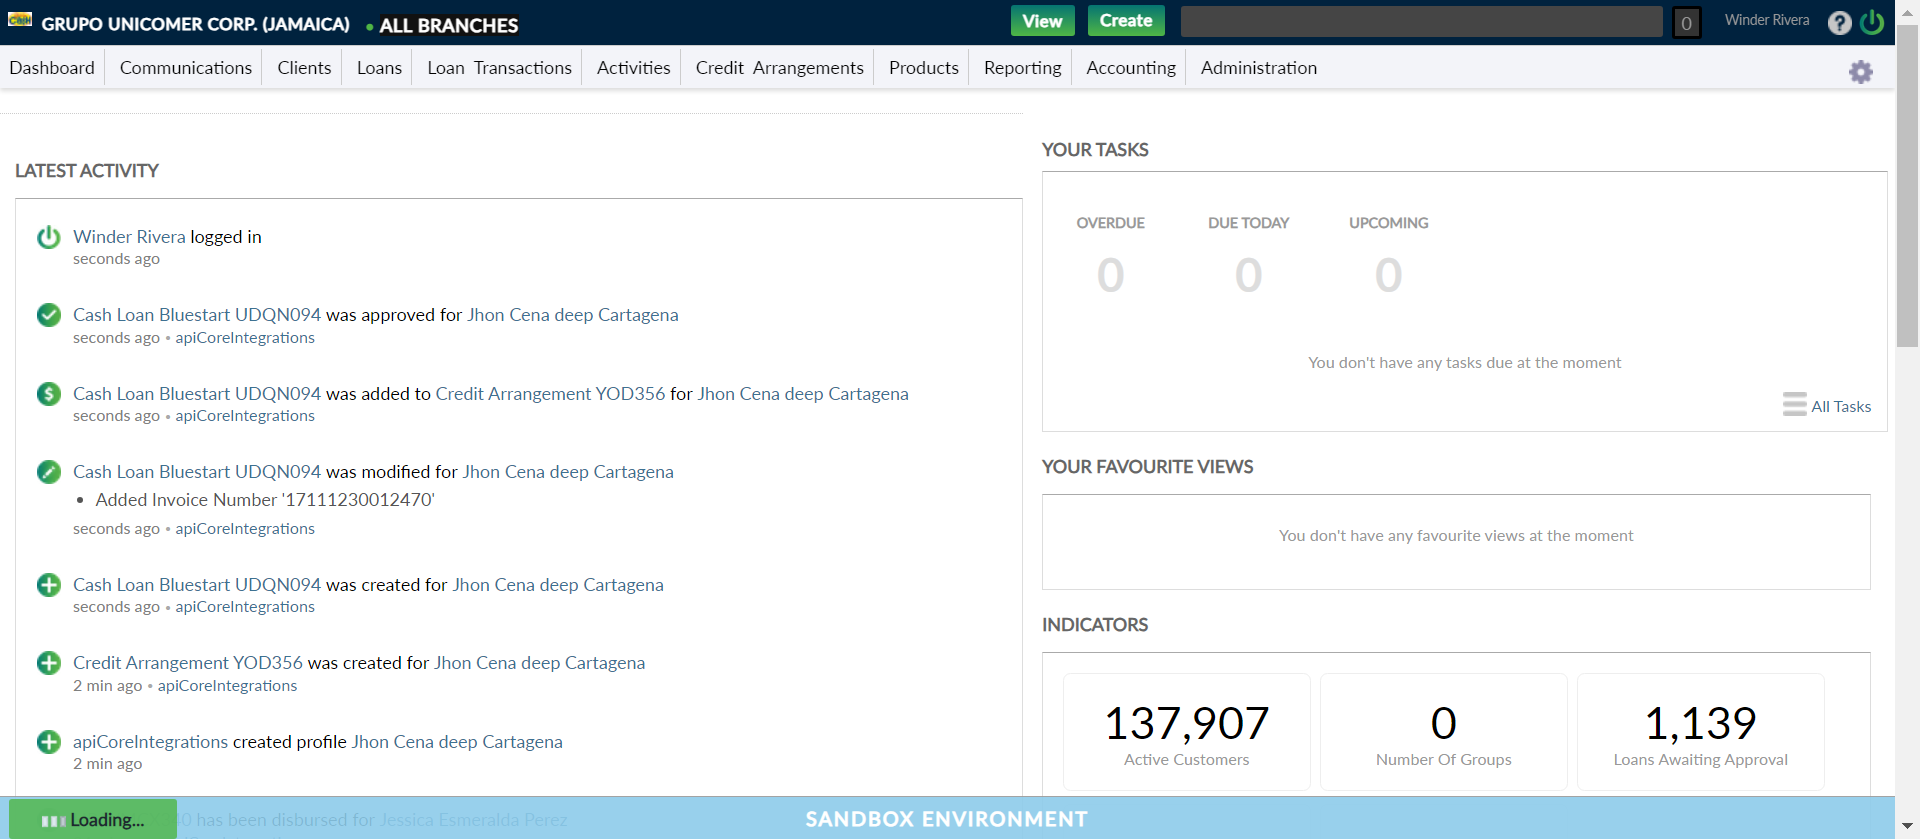 GRUPO UNICOMER CORP. (JAMAICA) • ALL BRANCHES
View Create 0 Winder Rivera ?
Dashboard Communications Clients Loans Loan Transactions Activities Credit Arrangements Products Reporting Accounting Administration
LATEST ACTIVITY
Winder Rivera logged in
seconds ago
Cash Loan Bluestart UDQN094 was approved for Jhon Cena deep Cartagena
seconds ago • apiCoreIntegrations
Cash Loan Bluestart UDQN094 was added to Credit Arrangement YOD356 for Jhon Cena deep Cartagena
seconds ago • apiCoreIntegrations
Cash Loan Bluestart UDQN094 was modified for Jhon Cena deep Cartagena
• Added Invoice Number '17111230012470'
seconds ago • apiCoreIntegrations
Cash Loan Bluestart UDQN094 was created for Jhon Cena deep Cartagena
seconds ago • apiCoreIntegrations
Credit Arrangement YOD356 was created for Jhon Cena deep Cartagena
2 min ago • apiCoreIntegrations
apiCoreIntegrations created profile Jhon Cena deep Cartagena
2 min ago
has been disbursed for Jessica Esmeralda Perez
YOUR TASKS
OVERDUE DUE TODAY UPCOMING
0 0 0
You don't have any tasks due at the moment
All Tasks
YOUR FAVOURITE VIEWS
You don't have any favourite views at the moment
INDICATORS
137,907 0 1,139
Active Customers Number Of Groups Loans Awaiting Approval
Loading...
SANDBOX ENVIRONMENT